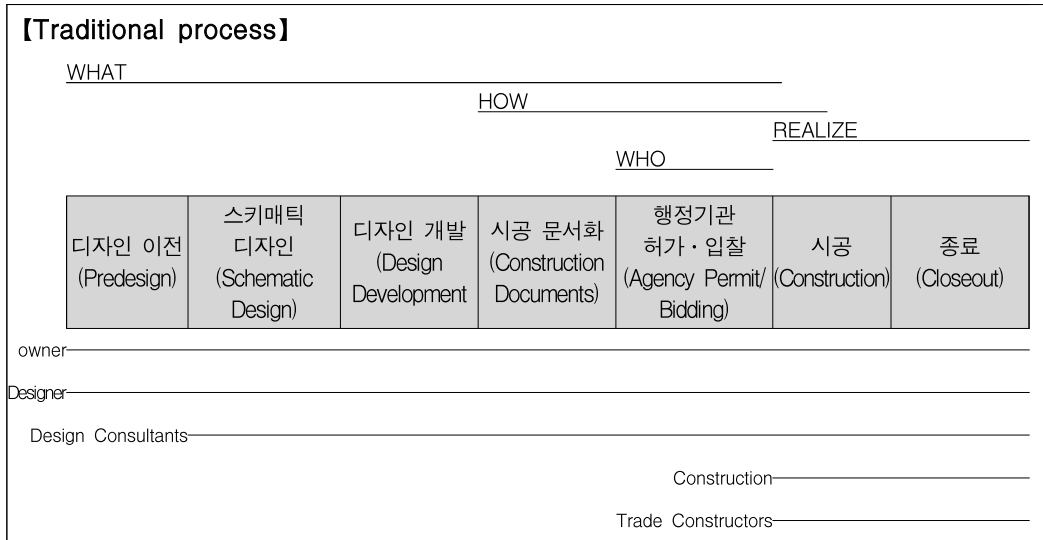 【Traditional process】
WHAT
HOW
REALIZE
WHO
디자인 이전
(Predesign)
스키매틱
디자인
(Schematic
Design)
디자인 개발
(Design
Development
시공 문서화
(Construction
Documents)
행정기관
허가·입찰
(Agency Permit/
Bidding)
시공
(Construction)
종료
(Closeout)
owner
Designer
Design Consultants
Construction
Trade Constructors